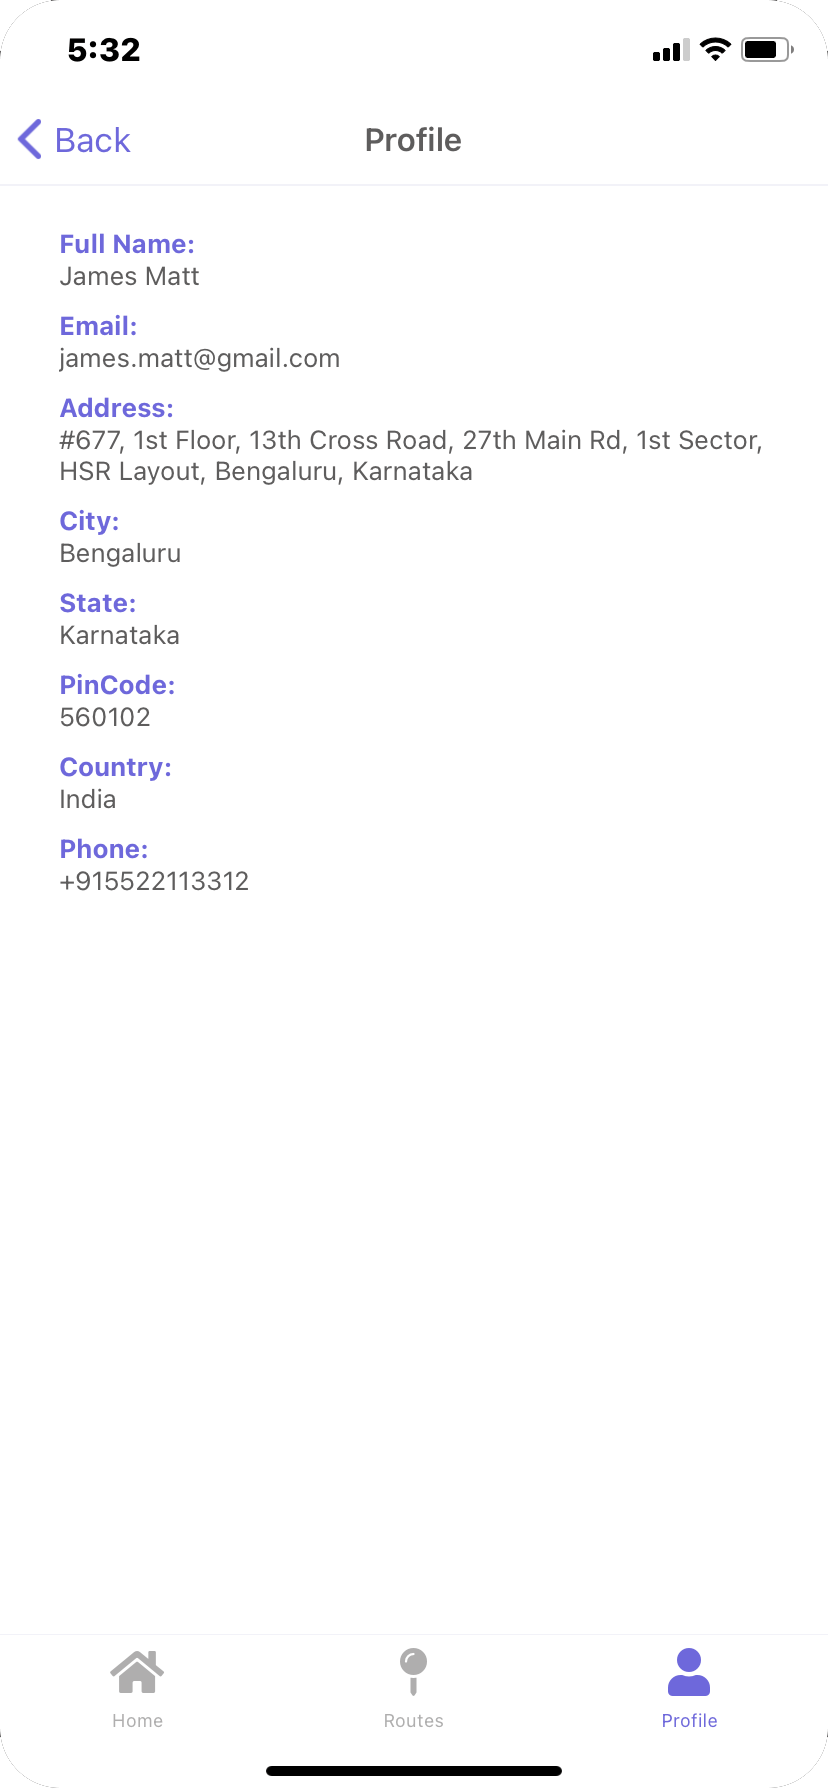 5:32
Back
Profile
Full Name:
James Matt
Email:
james.matt@gmail.com
Address:
#677, 1st Floor, 13th Cross Road, 27th Main Rd, 1st Sector,
HSR Layout, Bengaluru, Karnataka
City:
Bengaluru
State:
Karnataka
PinCode:
560102
Country:
India
Phone:
+915522113312
Home
Routes
Profile